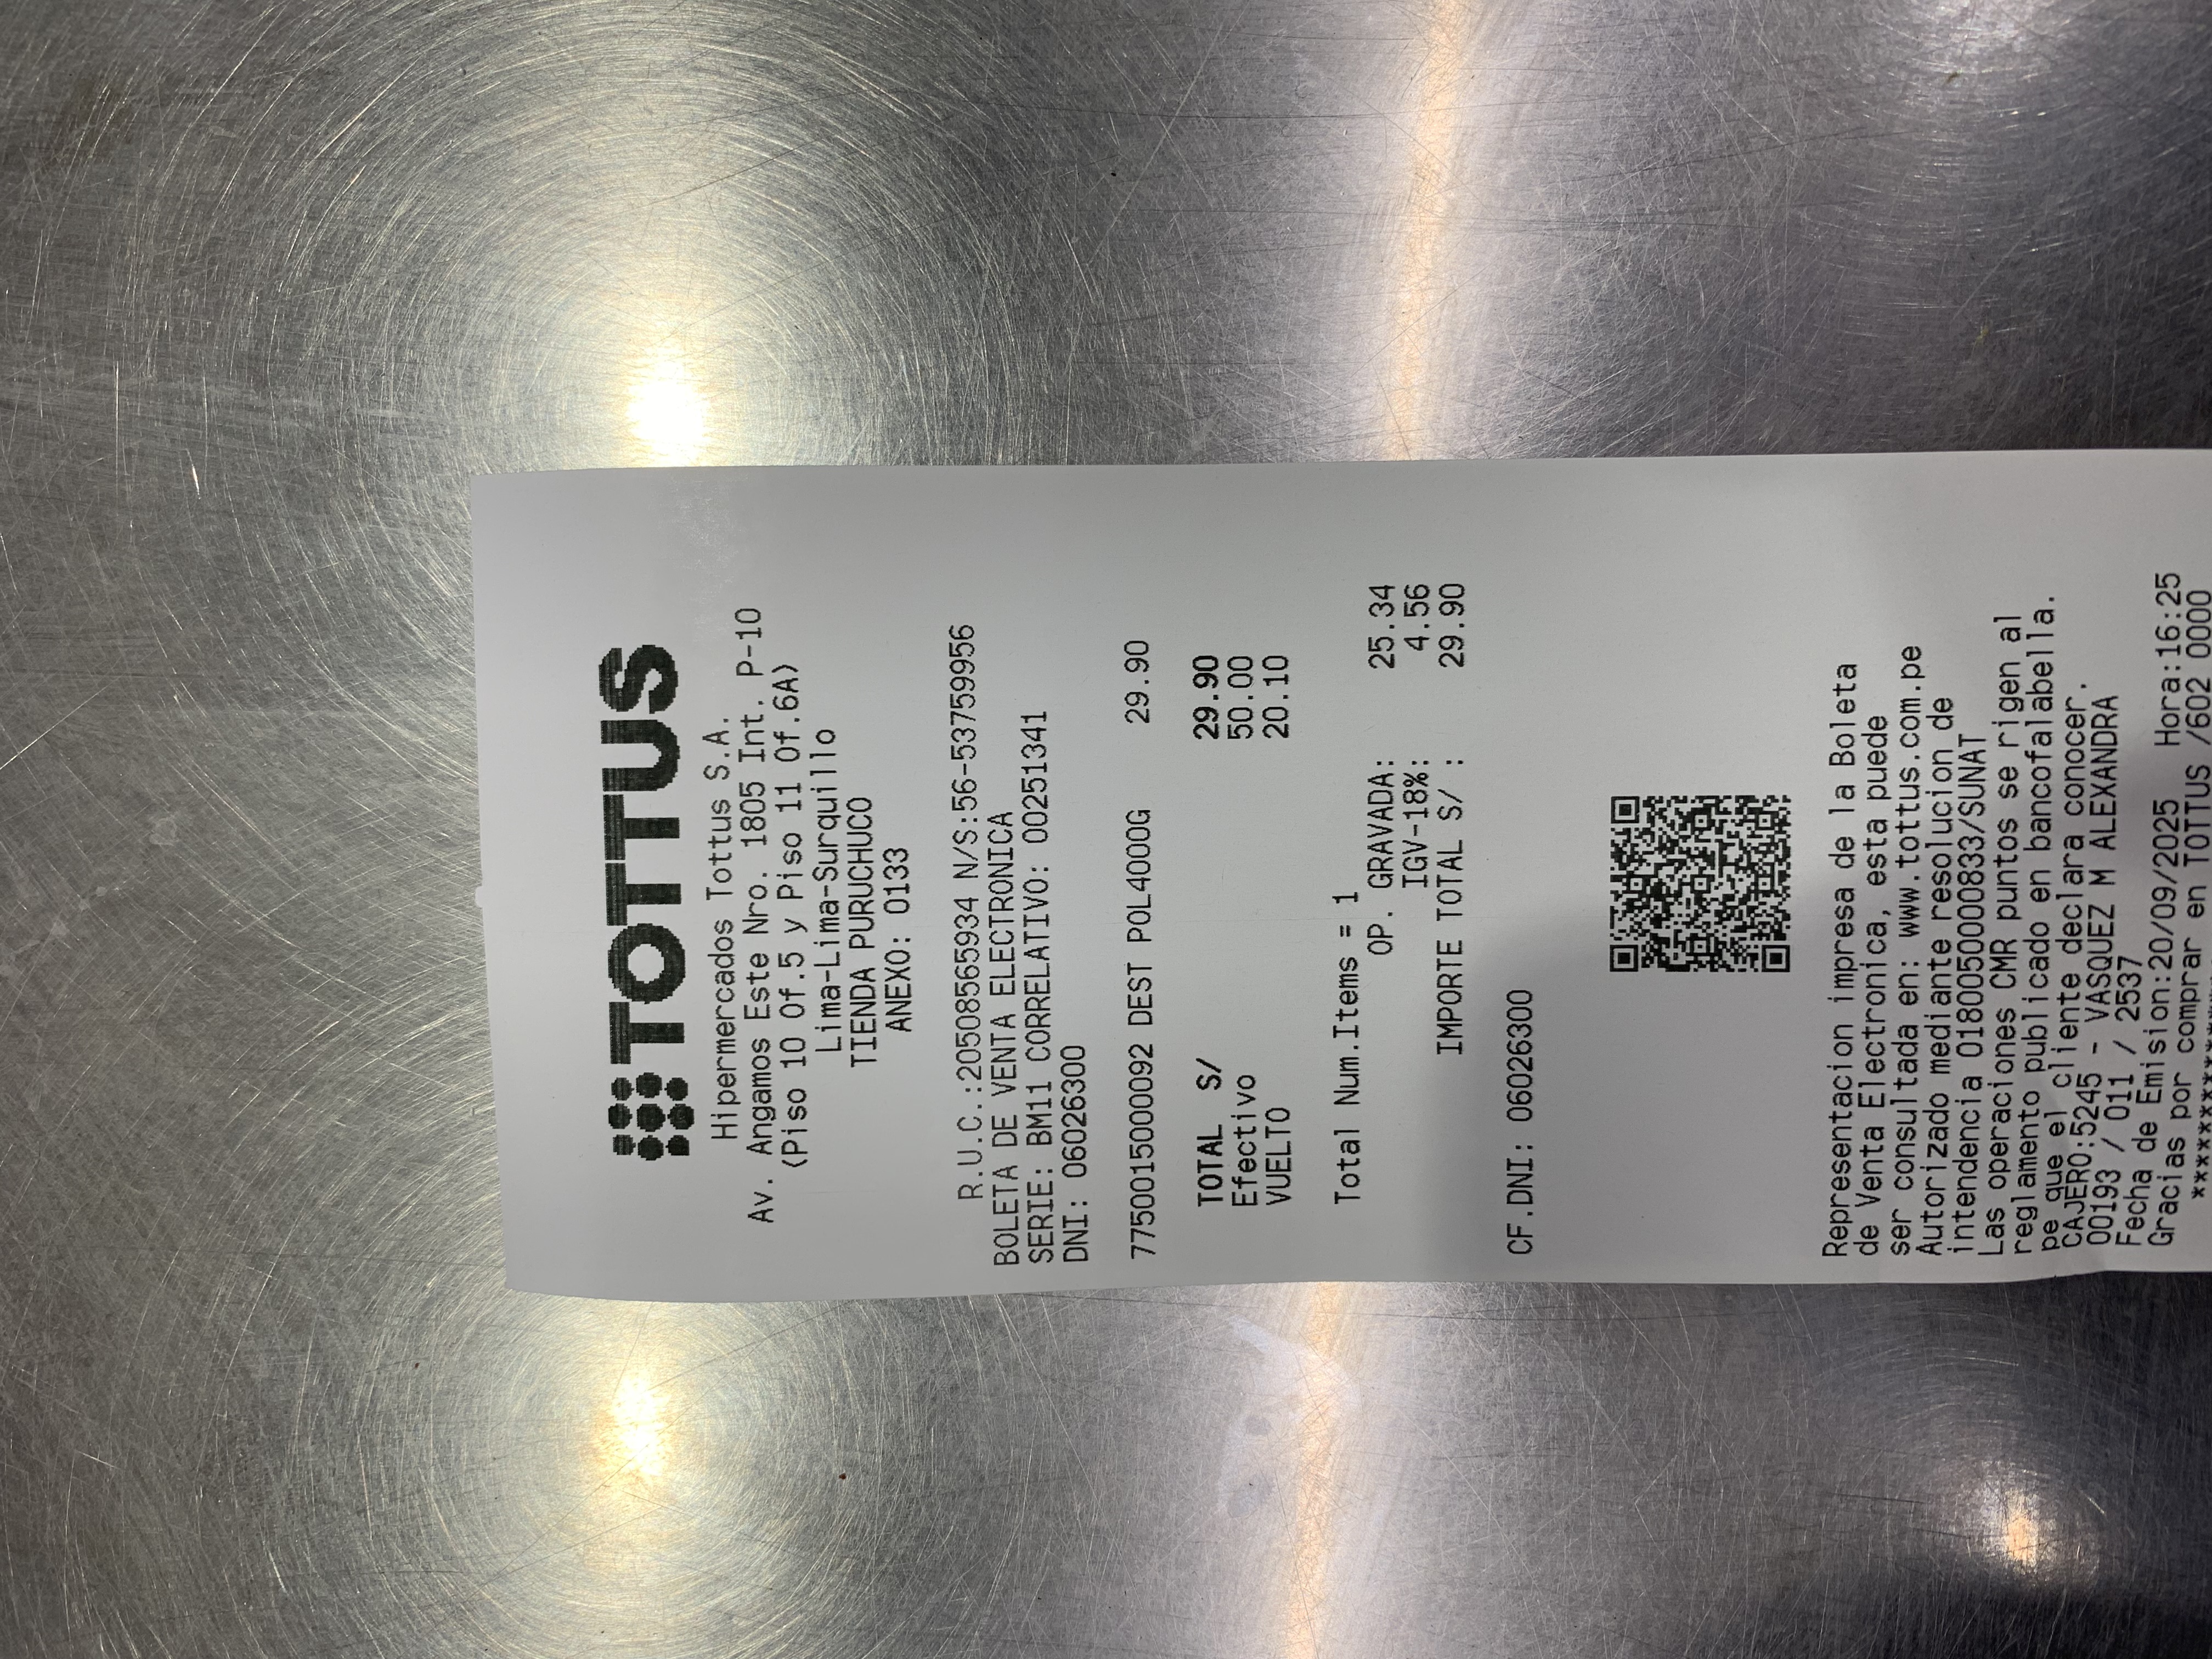 TOTTUS
Hipermercados Tottus S.A.
Av. Angamos Este Nro. 1805 Int. P-10
(Piso 10 Of.5 y Piso 11 Of.6A)
Lima-Lima-Surquillo
TIENDA PURUCHUCO
ANEXO: 0133
R.U.C.:20508565934 N/S:56-53759956
BOLETA DE VENTA ELECTRONICA
SERIE: BM11 CORRELATIVO: 00251341
DNI: 06026300
7750015000092 DEST POL4000G 29.90
TOTAL S/ 29.90
Efectivo 50.00
VUELTO 20.10
Total Num.Items = 1
OP. GRAVADA: 25.34
IGV-18%: 4.56
IMPORTE TOTAL S/ : 29.90
CF.DNI: 06026300
Representacion impresa de la Boleta
de Venta Electronica, esta puede
ser consultada en: www.tottus.com.pe
Autorizado mediante resolucion de
intendencia 0180050000833/SUNAT
Las operaciones CMR puntos se rigen al
reglamento publicado en bancofalabella.
pe que el cliente declara conocer.
CAJERO:5245 - VASQUEZ M ALEXANDRA
00193 / 011 / 2537
Fecha de Emision:20/09/2025 Hora:16:25
Gracias por comprar en TOTTUS /602 0000